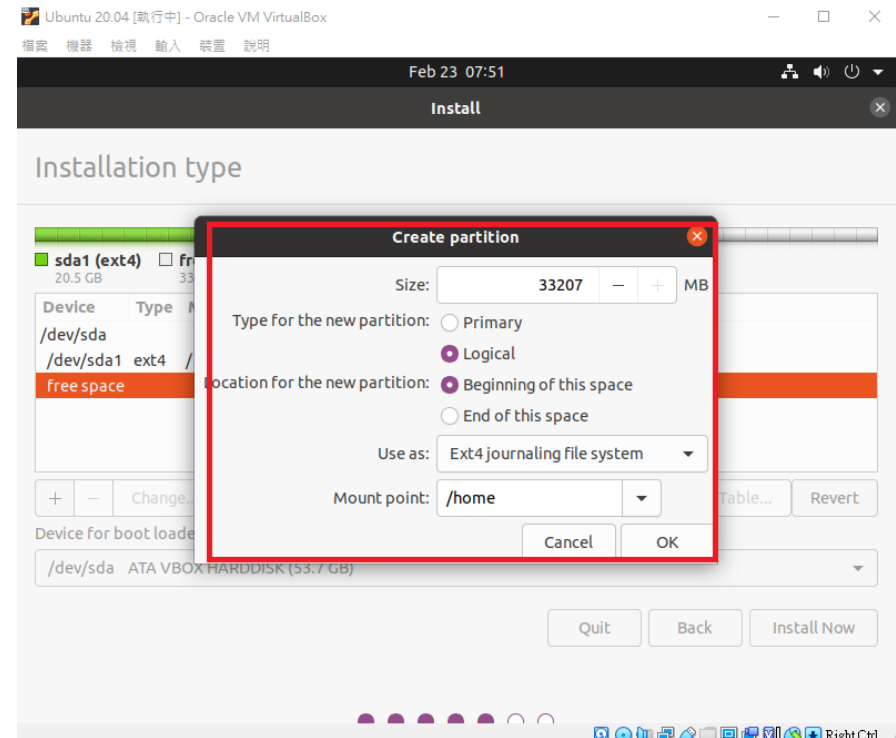 Ubuntu 20.04 [執行中] - Oracle VM VirtualBox
檔案 機器 檢視 輸入 裝置 說明
Feb 23 07:51
Install
Installation type
Create partition
sda1 (ext4) fr
20.5 GB 33
Size: 33207 − + MB
Device Type
Type for the new partition: Primary
/dev/sda
Logical
/dev/sda1 ext4 /
Location for the new partition: Beginning of this space
free space
End of this space
Use as: Ext4 journaling file system
Mount point: /home
+ − Change... Table... Revert
Device for boot loade
Cancel OK
/dev/sda ATA VBOX HARDDISK (53.7 GB)
Quit Back Install Now
Right Ctrl